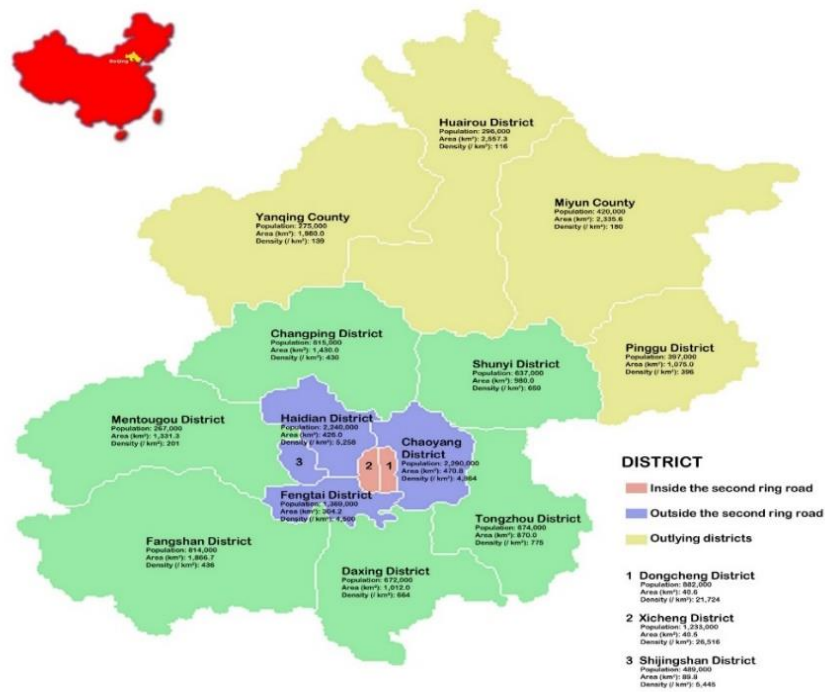 Beijing
Huairou District
Population: 296,000
Area (km²): 2,557.3
Density (/ km²): 116
Miyun County
Population: 420,000
Area (km²): 2,335.6
Density (/ km²): 180
Yanqing County
Population: 275,000
Area (km²): 1,980.0
Density (/ km²): 139
Changping District
Population: 615,000
Area (km²): 1,430.0
Density (/ km²): 430
Shunyi District
Population: 637,000
Area (km²): 980.0
Density (/ km²): 650
Pinggu District
Population: 397,000
Area (km²): 1,075.0
Density (/ km²): 396
Mentougou District
Population: 267,000
Area (km²): 1,331.3
Density (/ km²): 201
Haidian District
Population: 2,240,000
Area (km²): 426.0
Density (/ km²): 5,258
Chaoyang
District
Population: 2,290,000
Area (km²): 470.8
Density (/ km²): 4,864
3
2
1
Fengtai District
Population: 1,369,000
Area (km²): 304.2
Density (/ km²): 4,500
Tongzhou District
Population: 674,000
Area (km²): 870.0
Density (/ km²): 775
Fangshan District
Population: 814,000
Area (km²): 1,866.7
Density (/ km²): 436
Daxing District
Population: 672,000
Area (km²): 1,012.0
Density (/ km²): 664
DISTRICT
Inside the second ring road
Outside the second ring road
Outlying districts
1 Dongcheng District
Population: 882,000
Area (km²): 40.6
Density (/ km²): 21,724
2 Xicheng District
Population: 1,233,000
Area (km²): 40.5
Density (/ km²): 26,516
3 Shijingshan District
Population: 489,000
Area (km²): 89.8
Density (/ km²): 5,445